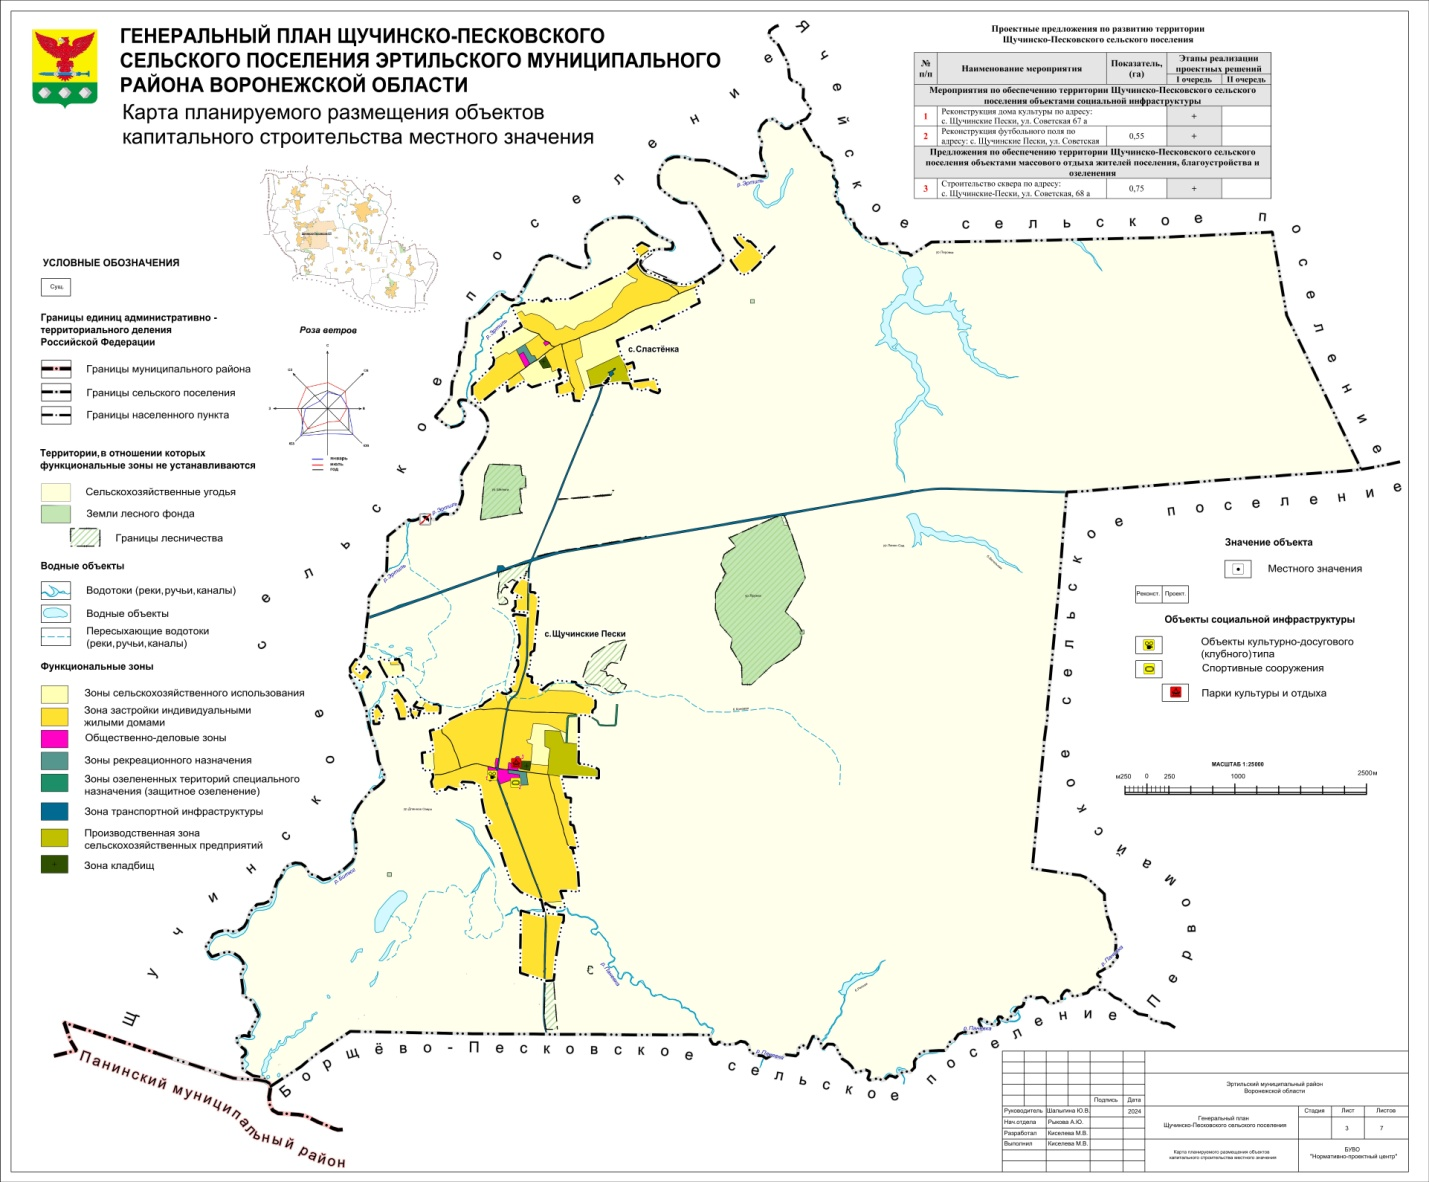 ГЕНЕРАЛЬНЫЙ ПЛАН ЩУЧИНСКО-ПЕСКОВСКОГО
СЕЛЬСКОГО ПОСЕЛЕНИЯ ЭРТИЛЬСКОГО МУНИЦИПАЛЬНОГО
РАЙОНА ВОРОНЕЖСКОЙ ОБЛАСТИ
Карта планируемого размещения объектов
капитального строительства местного значения
Проектные предложения по развитию территории
Щучинско-Песковского сельского поселения
№ п/п
Наименование мероприятия
Показатель, (га)
Этапы реализации проектных решений
I очередь
II очередь
Мероприятия по обеспечению территории Щучинско-Песковского сельского
поселения объектами социальной инфраструктуры
1 Реконструкция дома культуры по адресу:
с. Щучинские Пески, ул. Советская 67 а +
2 Реконструкция футбольного поля по
адресу: с. Щучинские Пески, ул. Советская 0,55 +
Предложения по обеспечению территории Щучинско-Песковского сельского
поселения объектами массового отдыха жителей поселения, благоустройства и
озеленения
3 Строительство сквера по адресу:
с. Щучинские-Пески, ул. Советская, 68 а 0,75 +
УСЛОВНЫЕ ОБОЗНАЧЕНИЯ
Сущ.
Границы единиц административно -
территориального деления
Российской Федерации
Границы муниципального района
Границы сельского поселения
Границы населенного пункта
Территории, в отношении которых
функциональные зоны не устанавливаются
Сельскохозяйственные угодья
Земли лесного фонда
Границы лесничества
Водные объекты
Водотоки (реки, ручьи, каналы)
Водные объекты
Пересыхающие водотоки
(реки, ручьи, каналы)
Функциональные зоны
Зоны сельскохозяйственного использования
Зона застройки индивидуальными
жилыми домами
Общественно-деловые зоны
Зоны рекреационного назначения
Зоны озелененных територий специального
назначения (защитное озеленение)
Зона транспортной инфраструктуры
Производственная зона
сельскохозяйственных предприятий
Зона кладбищ
Роза ветров
январь
июль
год
Щучинское сельское поселение
Ячейское сельское поселение
Первомайское сельское поселение
Борщёво-Песковское сельское поселение
Панинский муниципальный район
р. Эртиль
р. Эртиль
р. Эртиль
р. Эртиль
с. Сластёнка
с. Щучинские Пески
р. Битюг
р. Панинка
р. Панинка
Значение объекта
Местного значения
Реконст. Проект.
Объекты социальной инфраструктуры
Объекты культурно-досугового
(клубного) типа
Спортивные сооружения
Парки культуры и отдыха
МАСШТАБ 1:25000
м250 0 250 1000 2500м
Подпись Дата
Руководитель Шалыгина Ю.В. 2024
Нач.отдела Рыкова А.Ю.
Разработал Киселева М.В.
Выполнил Киселева М.В.
Эртильский муниципальный район
Воронежской области
Генеральный план
Щучинско-Песковского сельского поселения
Стадия Лист Листов
3 7
Карта планируемого размещения объектов
капитального строительства местного значения
БУВО
"Нормативно-проектный центр"